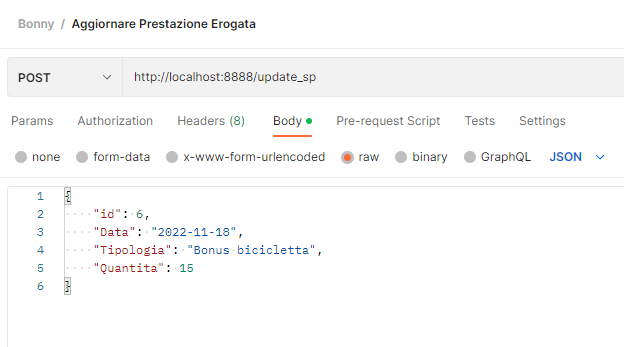 Bonny / Aggiornare Prestazione Erogata
POST http://localhost:8888/update_sp
Params Authorization Headers (8) Body Pre-request Script Tests Settings
none form-data x-www-form-urlencoded raw binary GraphQL JSON
1 {
2 "id": 6,
3 "Data": "2022-11-18",
4 "Tipologia": "Bonus bicicletta",
5 "Quantita": 15
6 }